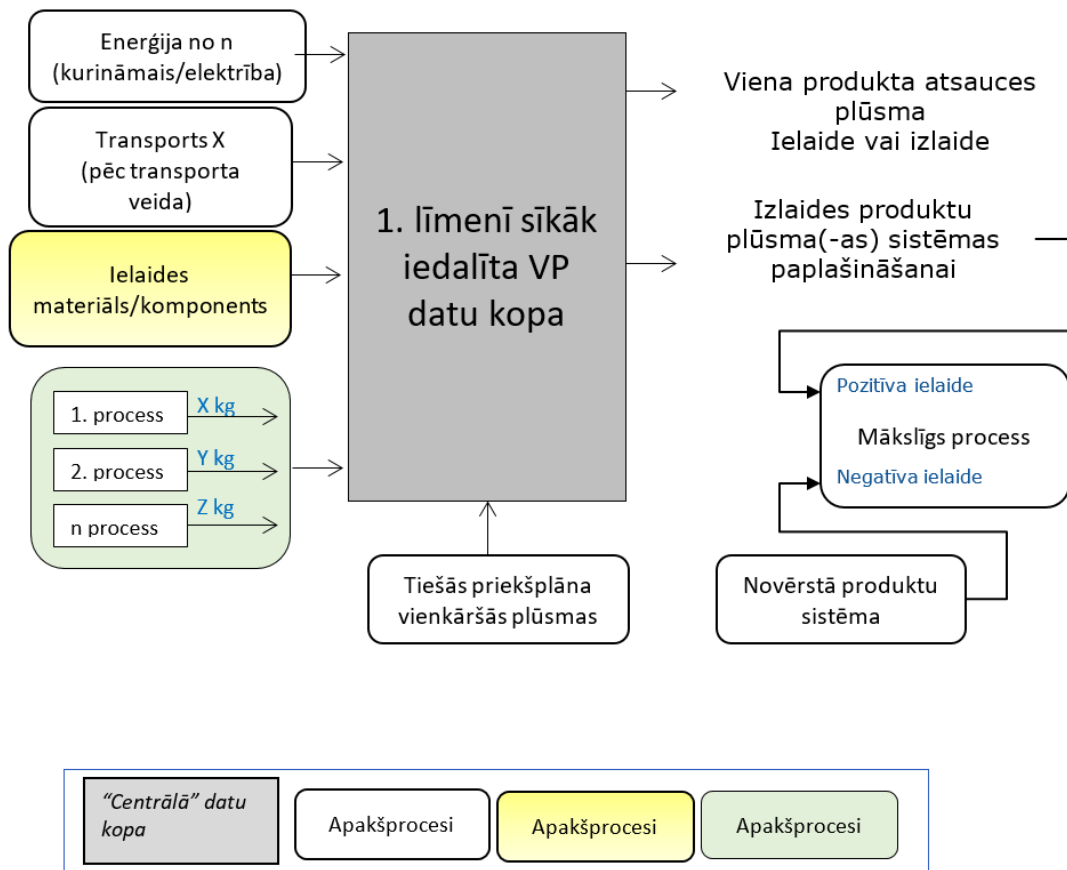 Enerģija no n
(kurināmais/elektrība)
Transports X
(pēc transporta
veida)
Ielaides
materiāls/komponents
1. process
X kg
2. process
Y kg
n process
Z kg
1. līmenī sīkāk
iedalīta VP
datu kopa
Tiešās priekšplāna
vienkāršās plūsmas
Viena produkta atsauces
plūsma
Ielaide vai izlaide
Izlaides produktu
plūsma(-as) sistēmas
paplašināšanai
Pozitīva ielaide
Mākslīgs process
Negatīva ielaide
Novērstā produktu
sistēma
“Centrālā” datu
kopa
Apakšprocesi
Apakšprocesi
Apakšprocesi